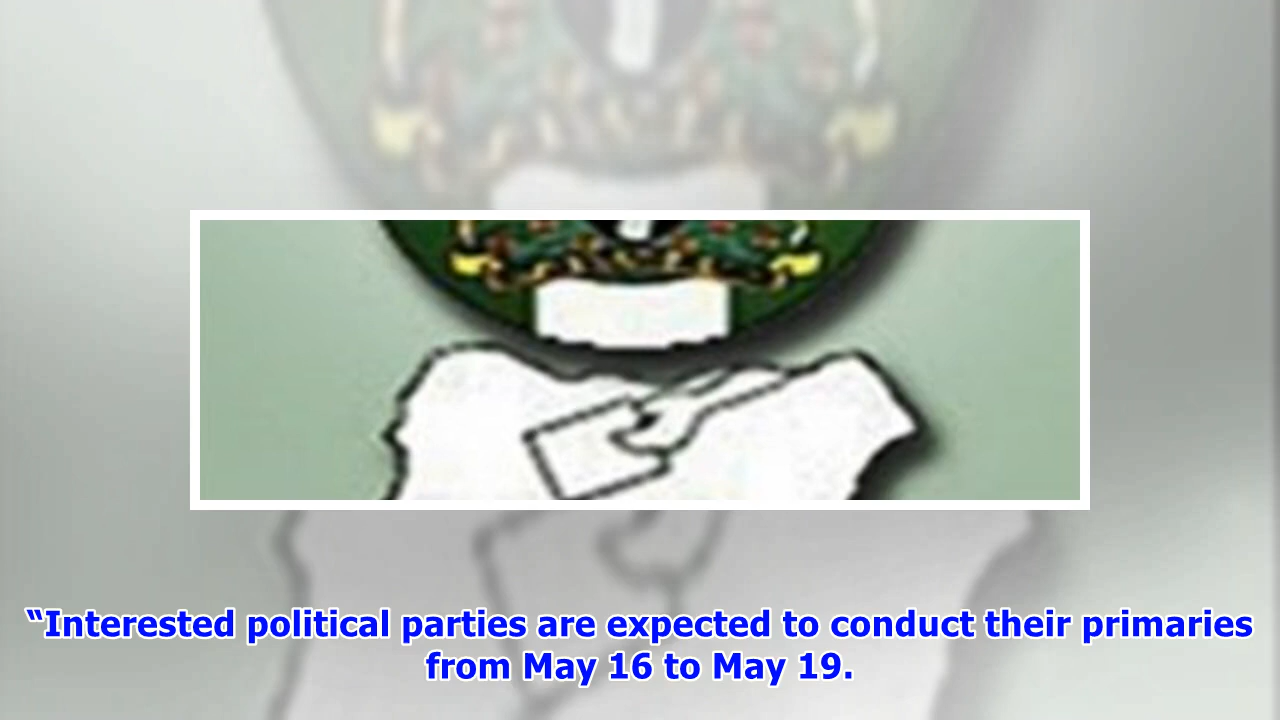 “Interested political parties are expected to conduct their primaries
from May 16 to May 19.